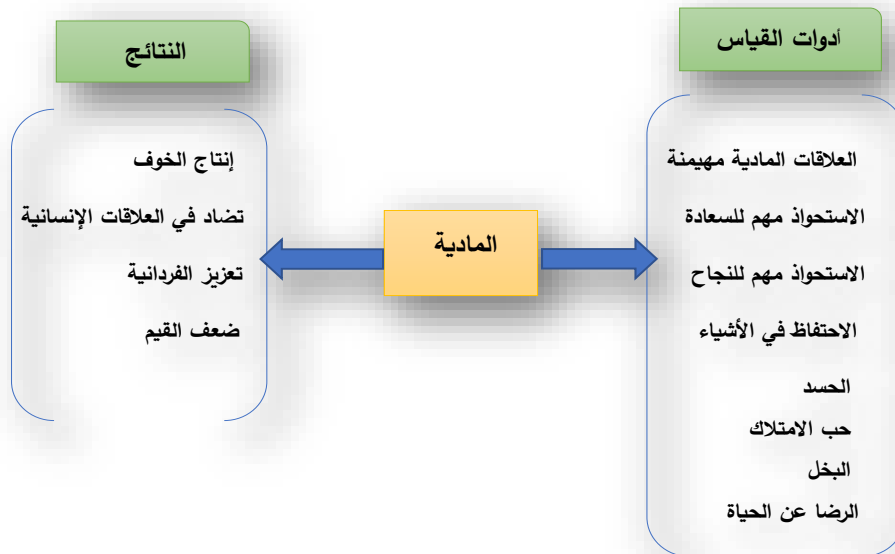 أدوات القياس
العلاقات المادية مهيمنة
الاستحواذ مهم للسعادة
الاستحواذ مهم للنجاح
الاحتفاظ في الأشياء
الحسد
حب الامتلاك
البخل
الرضا عن الحياة
المادية
النتائج
إنتاج الخوف
تضاد في العلاقات الإنسانية
تعزيز الفردانية
ضعف القيم